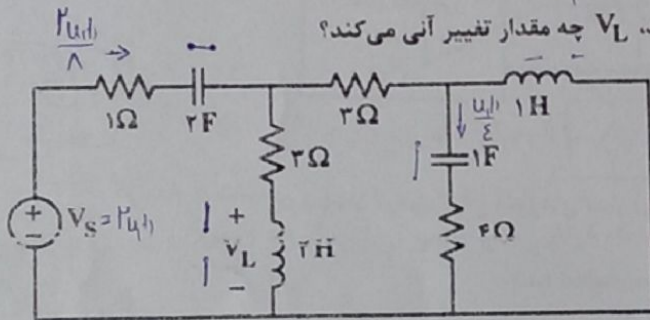 .. V_L چه مقدار تغییر آنی می‌کند؟
۲u(t)/۸ →
۱Ω ۲F ۳Ω ۱H
۳Ω
u(t)/٤
۱F
+ − V_S = ۲u(t)
+ V_L −
۲H
۴Ω